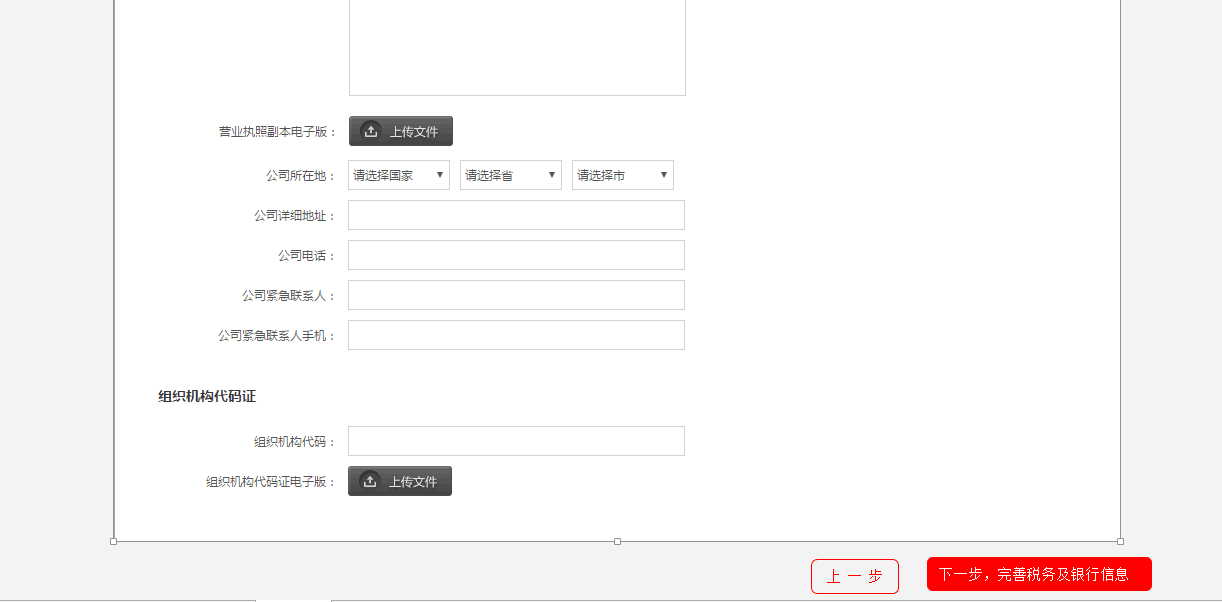 营业执照副本电子版： 上传文件
公司所在地： 请选择国家 请选择省 请选择市
公司详细地址：
公司电话：
公司紧急联系人：
公司紧急联系人手机：
组织机构代码证
组织机构代码：
组织机构代码证电子版： 上传文件
上 一 步 下一步，完善税务及银行信息